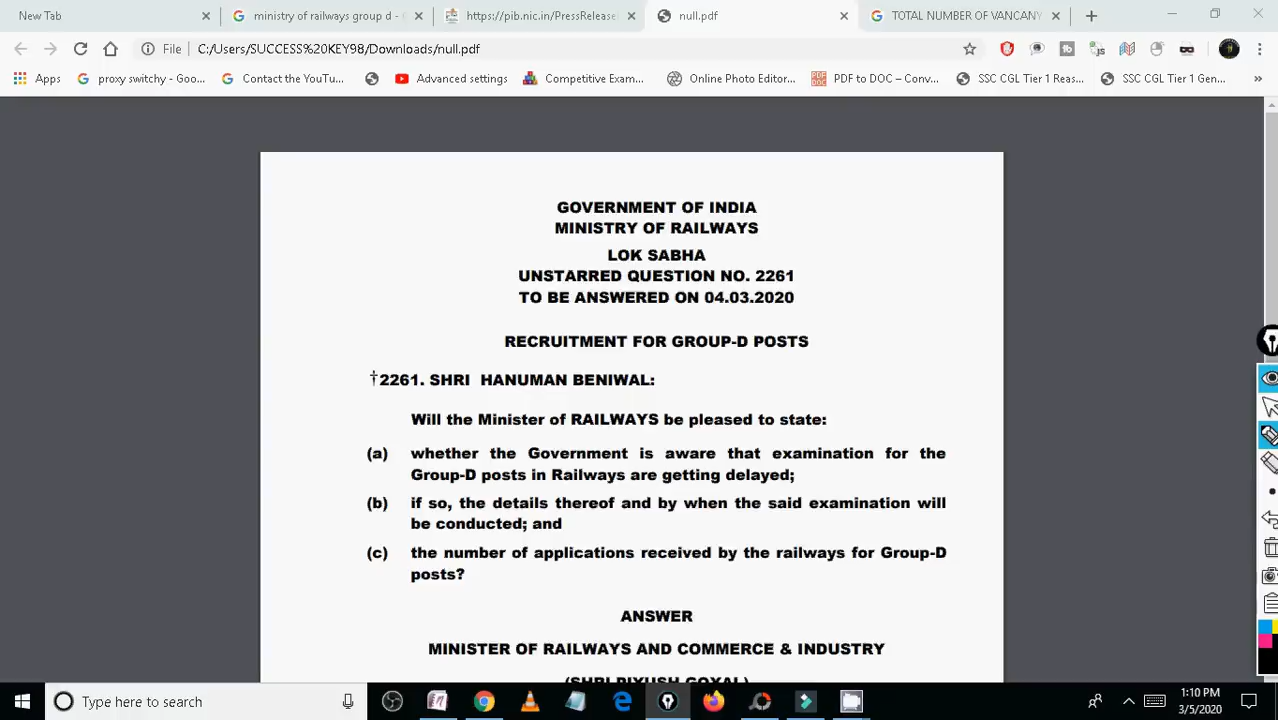 New Tab
ministry of railways group d -
https://pib.nic.in/PressRelease
null.pdf
TOTAL NUMBER OF VANCANY
File
C:/Users/SUCCESS%20KEY98/Downloads/null.pdf
Apps
proxy switchy - Goo...
Contact the YouTu...
Advanced settings
Competitive Exam...
Online Photo Editor...
PDF to DOC – Conv...
SSC CGL Tier 1 Reas...
SSC CGL Tier 1 Gen...
»
GOVERNMENT OF INDIA
MINISTRY OF RAILWAYS
LOK SABHA
UNSTARRED QUESTION NO. 2261
TO BE ANSWERED ON 04.03.2020
RECRUITMENT FOR GROUP-D POSTS
†2261. SHRI HANUMAN BENIWAL:
Will the Minister of RAILWAYS be pleased to state:
(a) whether the Government is aware that examination for the
Group-D posts in Railways are getting delayed;
(b) if so, the details thereof and by when the said examination will
be conducted; and
(c) the number of applications received by the railways for Group-D
posts?
ANSWER
MINISTER OF RAILWAYS AND COMMERCE & INDUSTRY
(SHRI PIYUSH GOYAL)
Type here to search
1:10 PM
3/5/2020